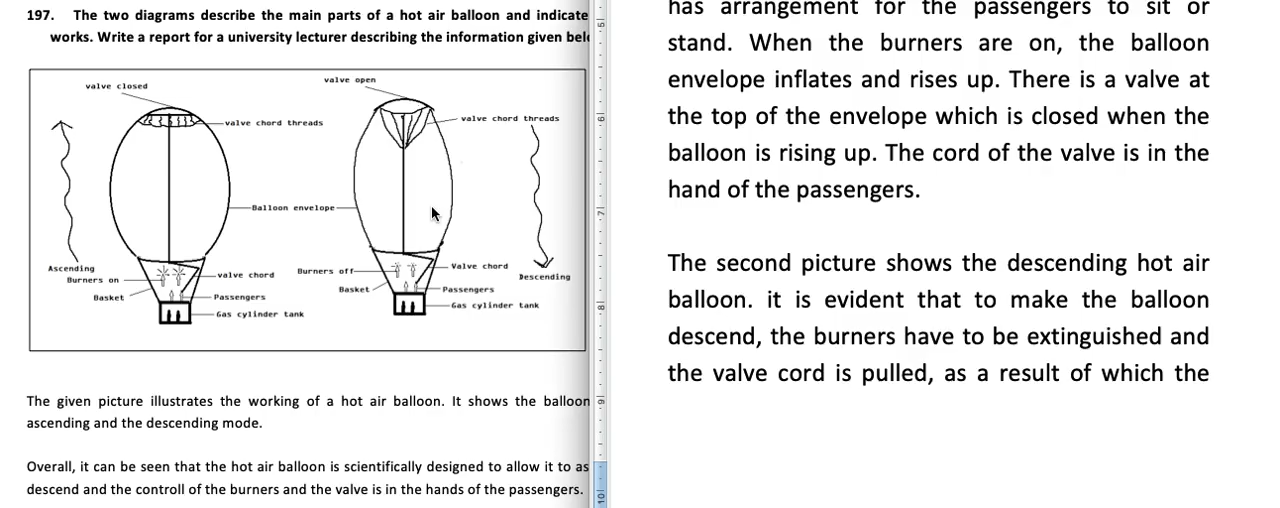 197. The two diagrams describe the main parts of a hot air balloon and indicate
works. Write a report for a university lecturer describing the information given
valve closed
valve open
valve chord threads
valve chord threads
Balloon envelope
Ascending
Burners on
Basket
valve chord
Passengers
Gas cylinder tank
Burners off
Basket
Valve chord
Descending
Passengers
Gas cylinder tank
The given picture illustrates the working of a hot air balloon. It shows the balloon
ascending and the descending mode.
Overall, it can be seen that the hot air balloon is scientifically designed to allow it to as
descend and the controll of the burners and the valve is in the hands of the passengers.
5
6
7
8
9
10
has arrangement for the passengers to sit or
stand. When the burners are on, the balloon
envelope inflates and rises up. There is a valve at
the top of the envelope which is closed when the
balloon is rising up. The cord of the valve is in the
hand of the passengers.
The second picture shows the descending hot air
balloon. it is evident that to make the balloon
descend, the burners have to be extinguished and
the valve cord is pulled, as a result of which the